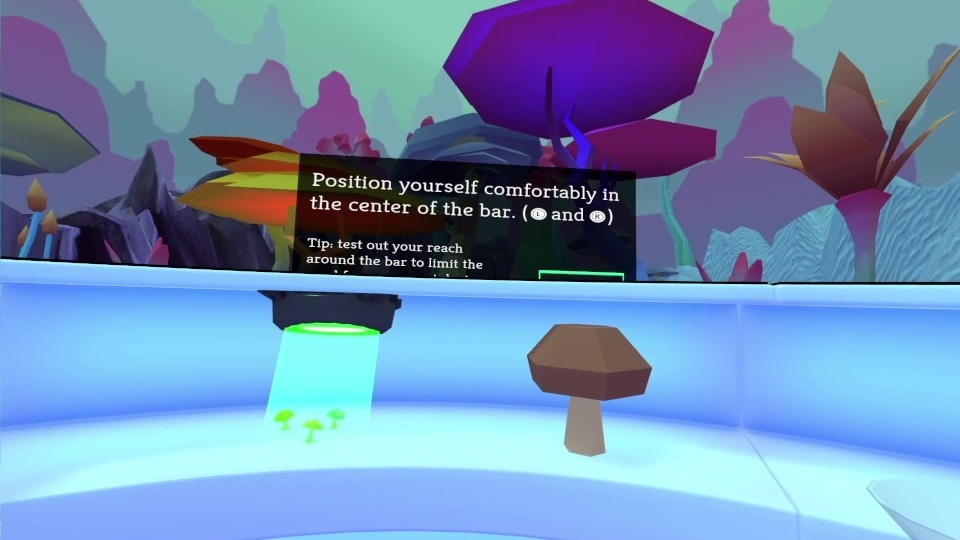 Position yourself comfortably in
the center of the bar. (L and R)
Tip: test out your reach
around the bar to limit the